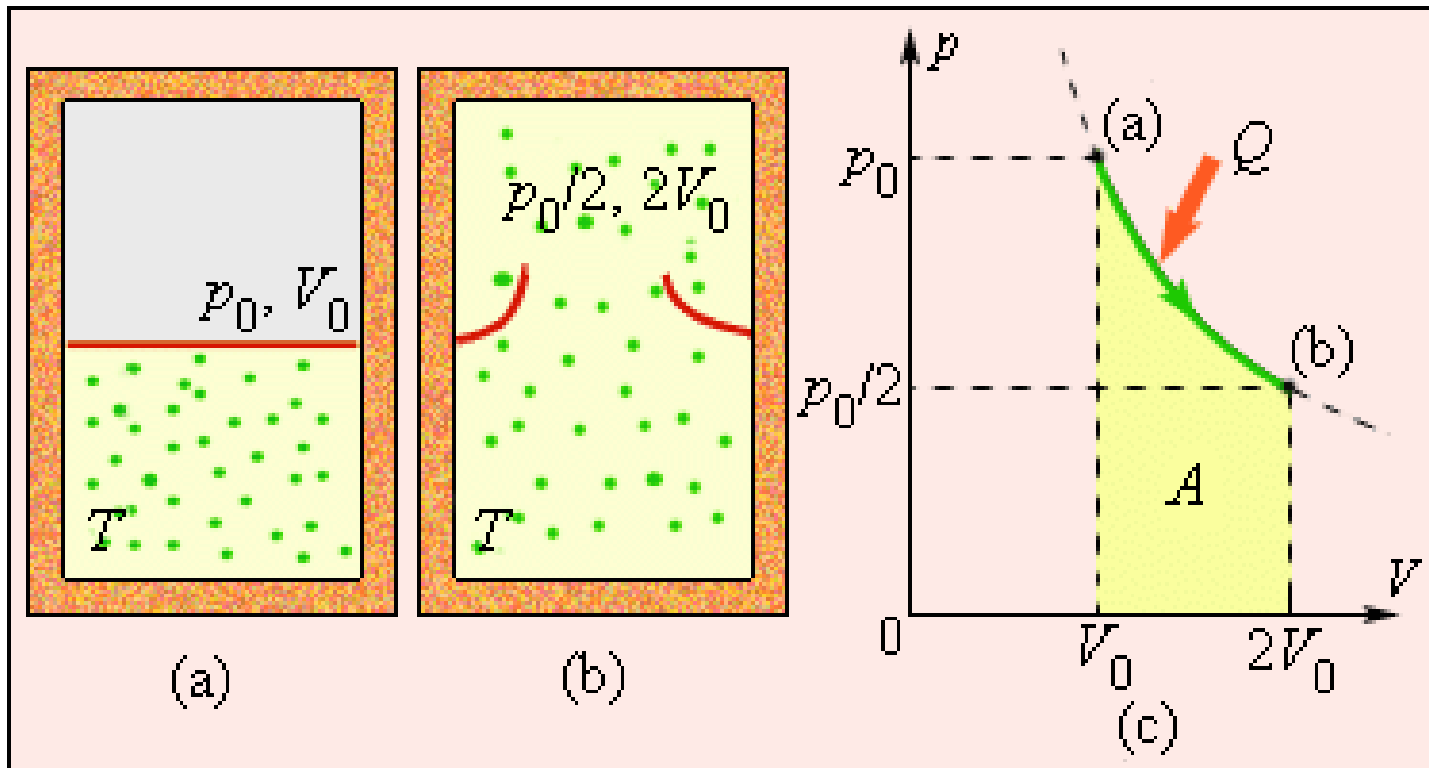 p₀, V₀
T
(a)
p₀/2, 2V₀
T
(b)
p
(a)
Q
p₀
(b)
p₀/2
A
V
0
V₀
2V₀
(c)